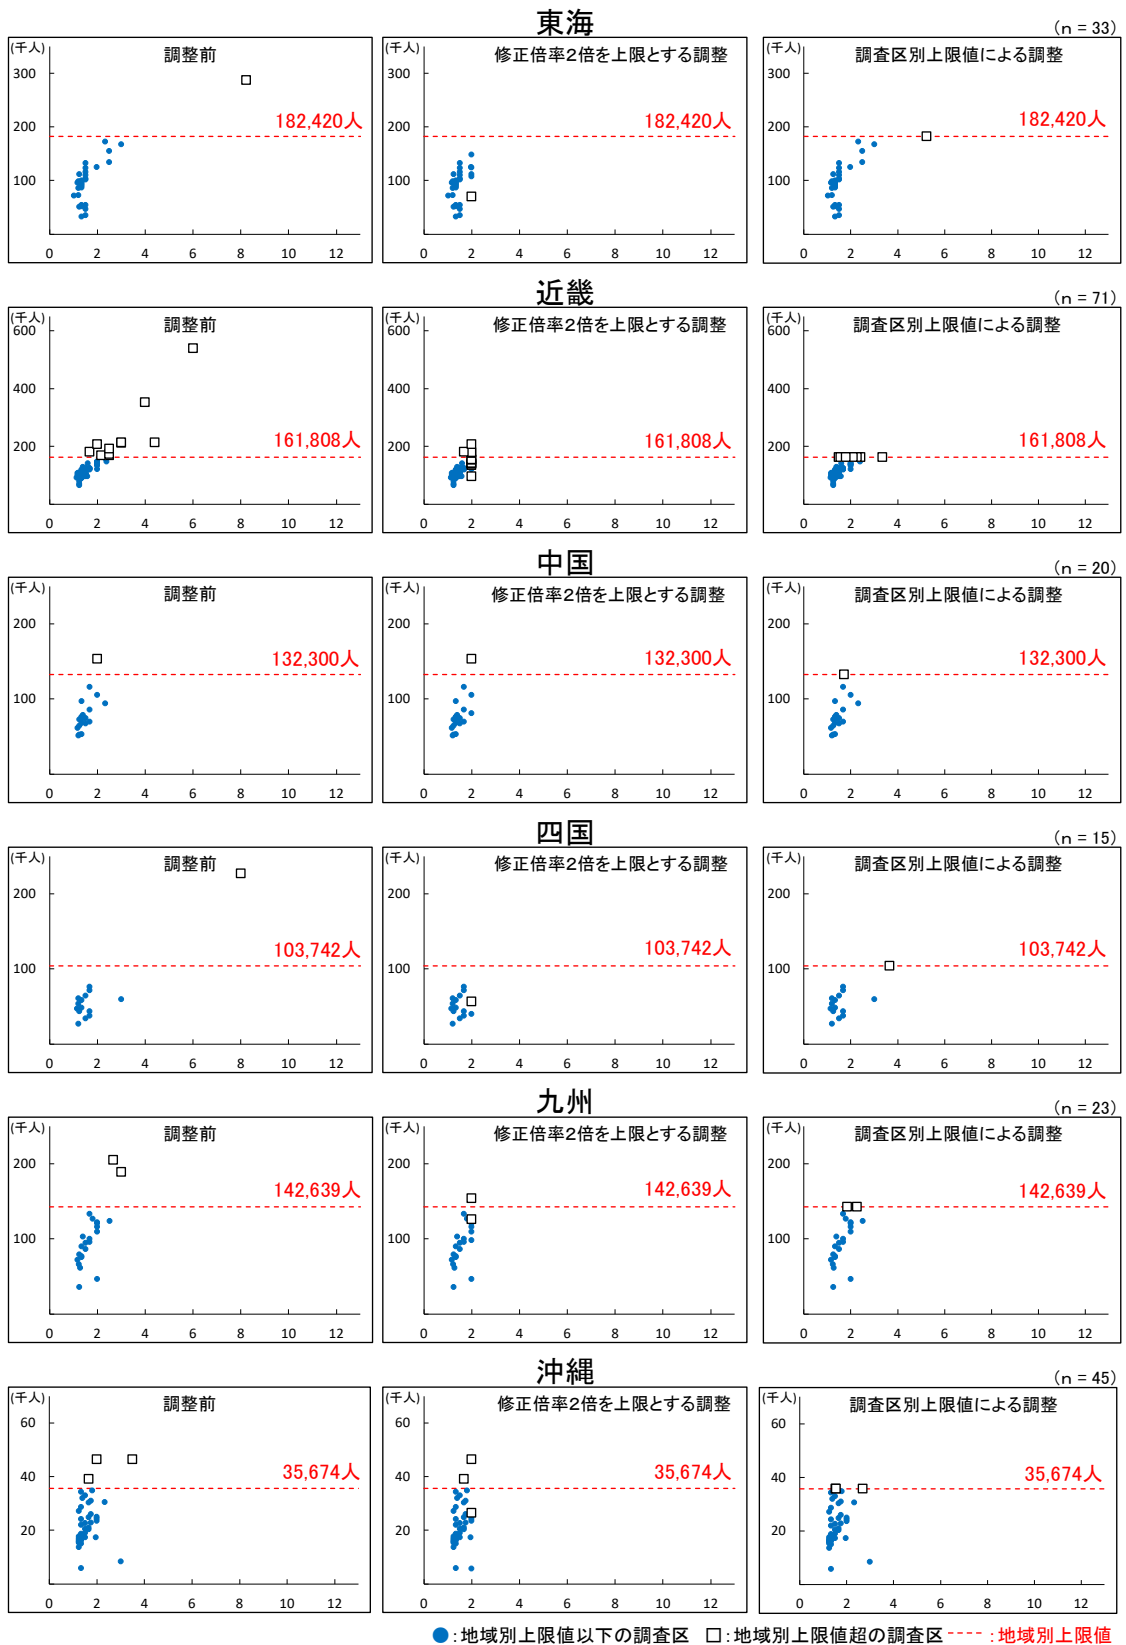 東海
(n = 33)
(千人)
調整前
300
200
100
182,420人
0 2 4 6 8 10 12
(千人)
修正倍率2倍を上限とする調整
300
200
100
182,420人
0 2 4 6 8 10 12
(千人)
調査区別上限値による調整
300
200
100
182,420人
0 2 4 6 8 10 12
近畿
(n = 71)
(千人)
調整前
600
400
200
161,808人
0 2 4 6 8 10 12
(千人)
修正倍率2倍を上限とする調整
600
400
200
161,808人
0 2 4 6 8 10 12
(千人)
調査区別上限値による調整
600
400
200
161,808人
0 2 4 6 8 10 12
中国
(n = 20)
(千人)
調整前
200
100
132,300人
0 2 4 6 8 10 12
(千人)
修正倍率2倍を上限とする調整
200
100
132,300人
0 2 4 6 8 10 12
(千人)
調査区別上限値による調整
200
100
132,300人
0 2 4 6 8 10 12
四国
(n = 15)
(千人)
調整前
200
100
103,742人
0 2 4 6 8 10 12
(千人)
修正倍率2倍を上限とする調整
200
100
103,742人
0 2 4 6 8 10 12
(千人)
調査区別上限値による調整
200
100
103,742人
0 2 4 6 8 10 12
九州
(n = 23)
(千人)
調整前
200
100
142,639人
0 2 4 6 8 10 12
(千人)
修正倍率2倍を上限とする調整
200
100
142,639人
0 2 4 6 8 10 12
(千人)
調査区別上限値による調整
200
100
142,639人
0 2 4 6 8 10 12
沖縄
(n = 45)
(千人)
調整前
60
40
20
35,674人
0 2 4 6 8 10 12
(千人)
修正倍率2倍を上限とする調整
60
40
20
35,674人
0 2 4 6 8 10 12
(千人)
調査区別上限値による調整
60
40
20
35,674人
0 2 4 6 8 10 12
●:地域別上限値以下の調査区 □:地域別上限値超の調査区 -----:地域別上限値